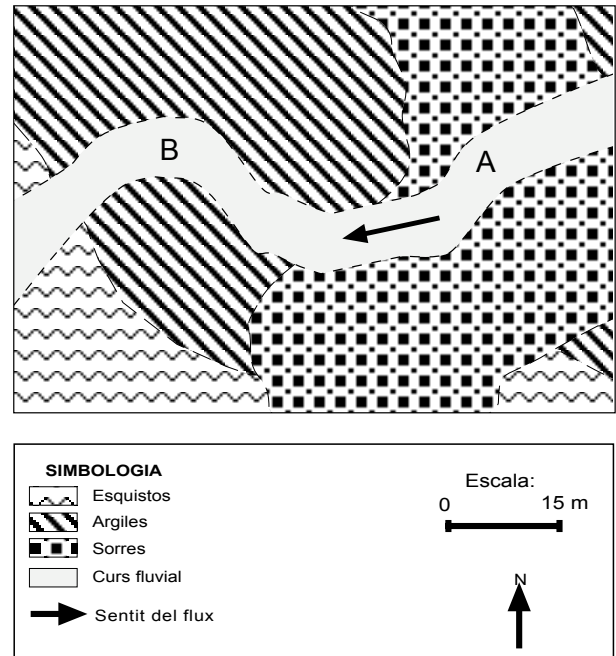 B
A
SIMBOLOGIA
Esquistos
Argiles
Sorres
Curs fluvial
Sentit del flux
Escala:
0 15 m
N